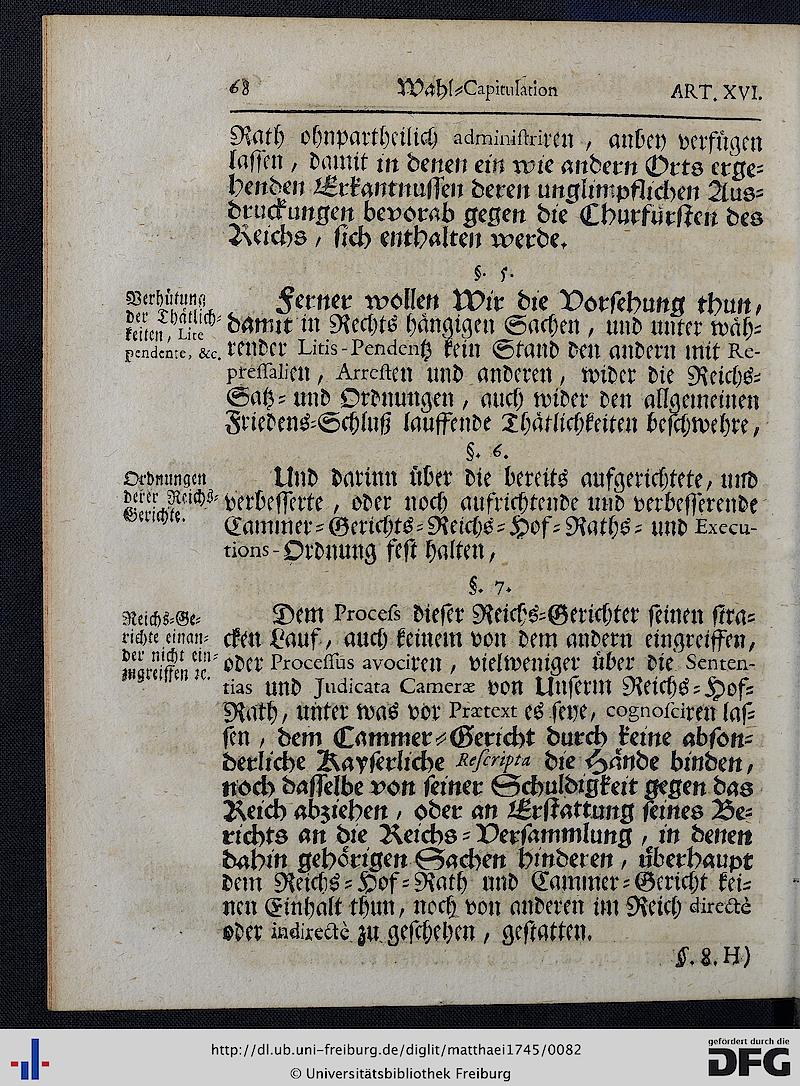 68 Wahl-Capitulation ART. XVI.
Rath ohnpartheilich administriren, anbey verfügen
lassen, damit in denen ein wie andern Orts erge-
henden Erkantnussen deren unglimpflichen Aus-
druckungen bevorab gegen die Churfürsten des
Reichs, sich enthalten werde.
§. 5.
Verhütung
der Thätlich-
keiten, Lite
pendente, &c.
Ferner wollen Wir die Vorsehung thun,
damit in Rechts hängigen Sachen, und unter wäh-
render Litis-Pendentz kein Stand den andern mit Re-
pressalien, Arresten und anderen, wider die Reichs-
Satz- und Ordnungen, auch wider den allgemeinen
Friedens-Schluß lauffende Thätlichkeiten beschwehre,
§. 6.
Ordnungen
derer Reichs-
Gerichte.
Und darinn über die bereits aufgerichtete, und
verbesserte, oder noch aufrichtende und verbesserende
Cammer-Gerichts-Reichs-Hof-Raths- und Execu-
tions-Ordnung fest halten,
§. 7.
Reichs-Ge-
richte einan-
der nicht ein-
zugreiffen ꝛc.
Dem Process dieser Reichs-Gerichter seinen stra-
cken Lauf, auch keinem von dem andern eingreiffen,
oder Processus avociren, vielweniger über die Senten-
tias und Judicata Cameræ von Unserm Reichs-Hof-
Rath, unter was vor Prætext es seye, cognosciren las-
sen, dem Cammer-Gericht durch keine abson-
derliche Kayserliche Rescripta die Hände binden,
noch dasselbe von seiner Schuldigkeit gegen das
Reich abziehen, oder an Erstattung seines Be-
richts an die Reichs-Versammlung, in denen
dahin gehörigen Sachen hinderen, überhaupt
dem Reichs-Hof-Rath und Cammer-Gericht kei-
nen Einhalt thun, noch von anderen im Reich directè
oder indirectè zu geschehen, gestatten.
§. 8. H)
http://dl.ub.uni-freiburg.de/diglit/matthaei1745/0082
© Universitätsbibliothek Freiburg
gefördert durch die
DFG